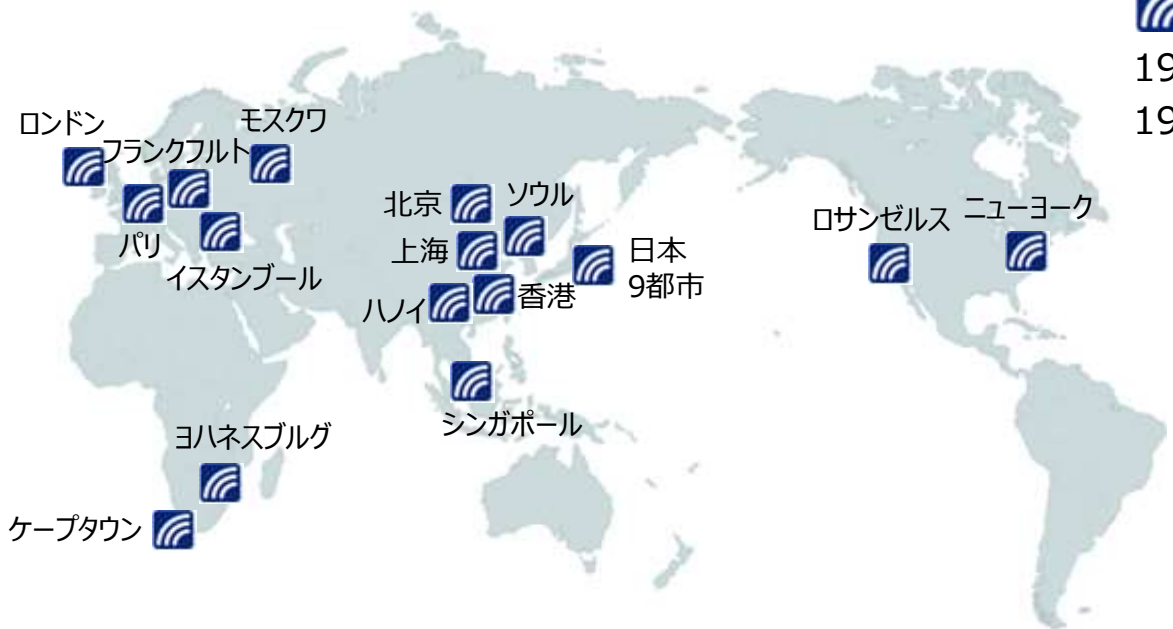 19
19
ロンドン
モスクワ
フランクフルト
パリ
イスタンブール
北京
ソウル
上海
日本
9都市
ハノイ
香港
シンガポール
ロサンゼルス
ニューヨーク
ヨハネスブルグ
ケープタウン